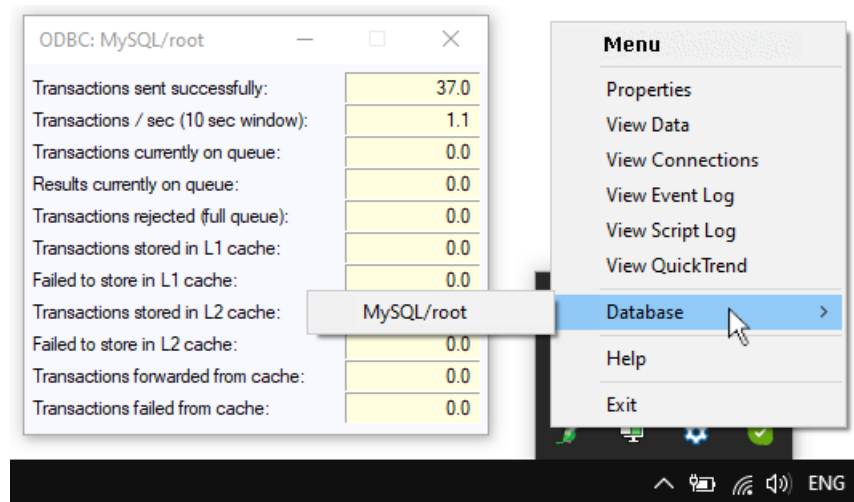 ODBC: MySQL/root
Transactions sent successfully: 37.0
Transactions / sec (10 sec window): 1.1
Transactions currently on queue: 0.0
Results currently on queue: 0.0
Transactions rejected (full queue): 0.0
Transactions stored in L1 cache: 0.0
Failed to store in L1 cache: 0.0
Transactions stored in L2 cache:
Failed to store in L2 cache: 0.0
Transactions forwarded from cache: 0.0
Transactions failed from cache: 0.0
MySQL/root
Menu
Properties
View Data
View Connections
View Event Log
View Script Log
View QuickTrend
Database
Help
Exit
ENG